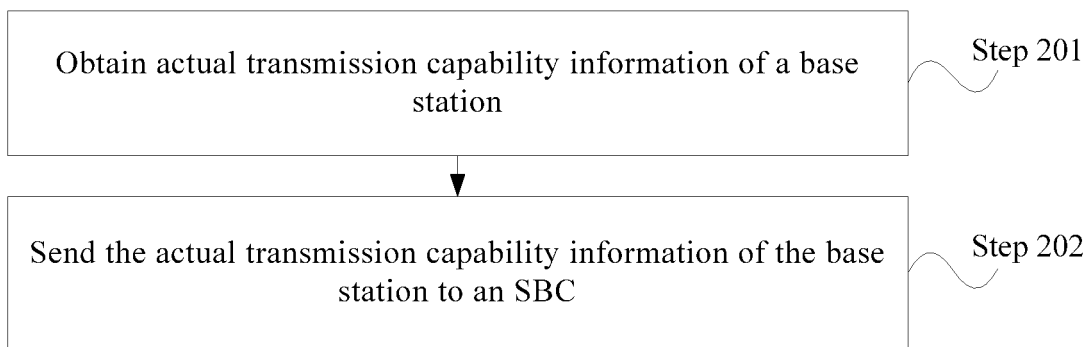 Obtain actual transmission capability information of a base
station
Step 201
Send the actual transmission capability information of the base
station to an SBC
Step 202